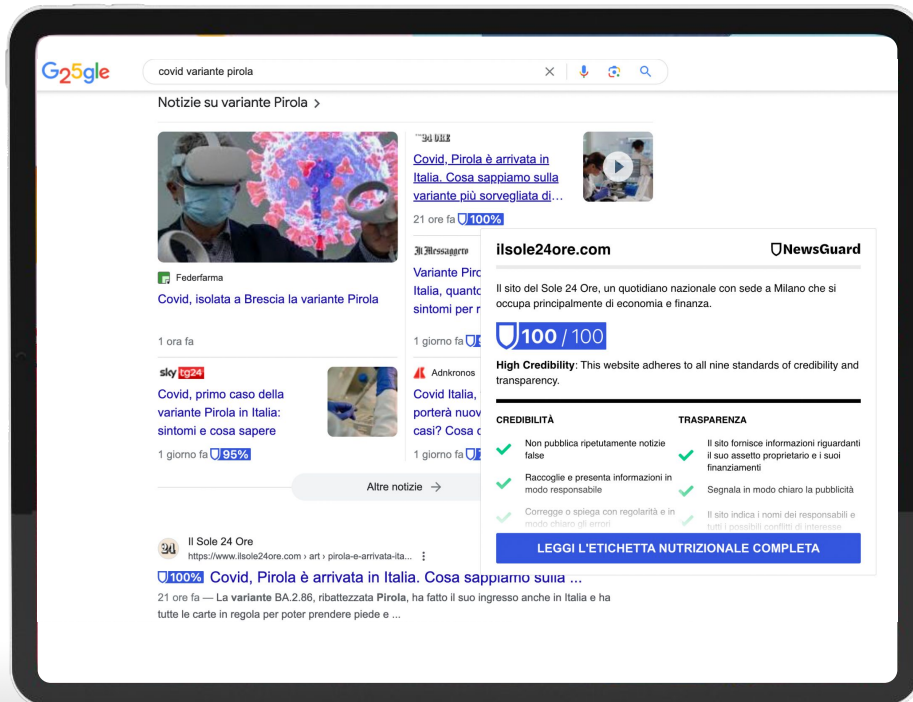 G25gle
covid variante pirola
Notizie su variante Pirola >
Federfarma
Covid, isolata a Brescia la variante Pirola
1 ora fa
24 ORE
Covid, Pirola è arrivata in
Italia. Cosa sappiamo sulla
variante più sorvegliata di…
21 ore fa 100%
Il Messaggero
Variante Piro
Italia, quanto
sintomi per
1 giorno fa
sky tg24
Covid, primo caso della
variante Pirola in Italia:
sintomi e cosa sapere
1 giorno fa 95%
Adnkronos
Covid Italia,
porterà nuov
casi? Cosa
1 giorno fa
Altre notizie →
ilsole24ore.com
NewsGuard
Il sito del Sole 24 Ore, un quotidiano nazionale con sede a Milano che si
occupa principalmente di economia e finanza.
100 / 100
High Credibility: This website adheres to all nine standards of credibility and
transparency.
CREDIBILITÀ
Non pubblica ripetutamente notizie
false
Raccoglie e presenta informazioni in
modo responsabile
Corregge o spiega con regolarità e in
modo chiaro gli errori
TRASPARENZA
Il sito fornisce informazioni riguardanti
il suo assetto proprietario e i suoi
finanziamenti
Segnala in modo chiaro la pubblicità
Il sito indica i nomi dei responsabili e
tutti i possibili conflitti di interesse
LEGGI L'ETICHETTA NUTRIZIONALE COMPLETA
24
Il Sole 24 Ore
https://www.ilsole24ore.com › art › pirola-e-arrivata-ita...
100% Covid, Pirola è arrivata in Italia. Cosa sappiamo sulla ...
21 ore fa — La variante BA.2.86, ribattezzata Pirola, ha fatto il suo ingresso anche in Italia e ha
tutte le carte in regola per poter prendere piede e ...